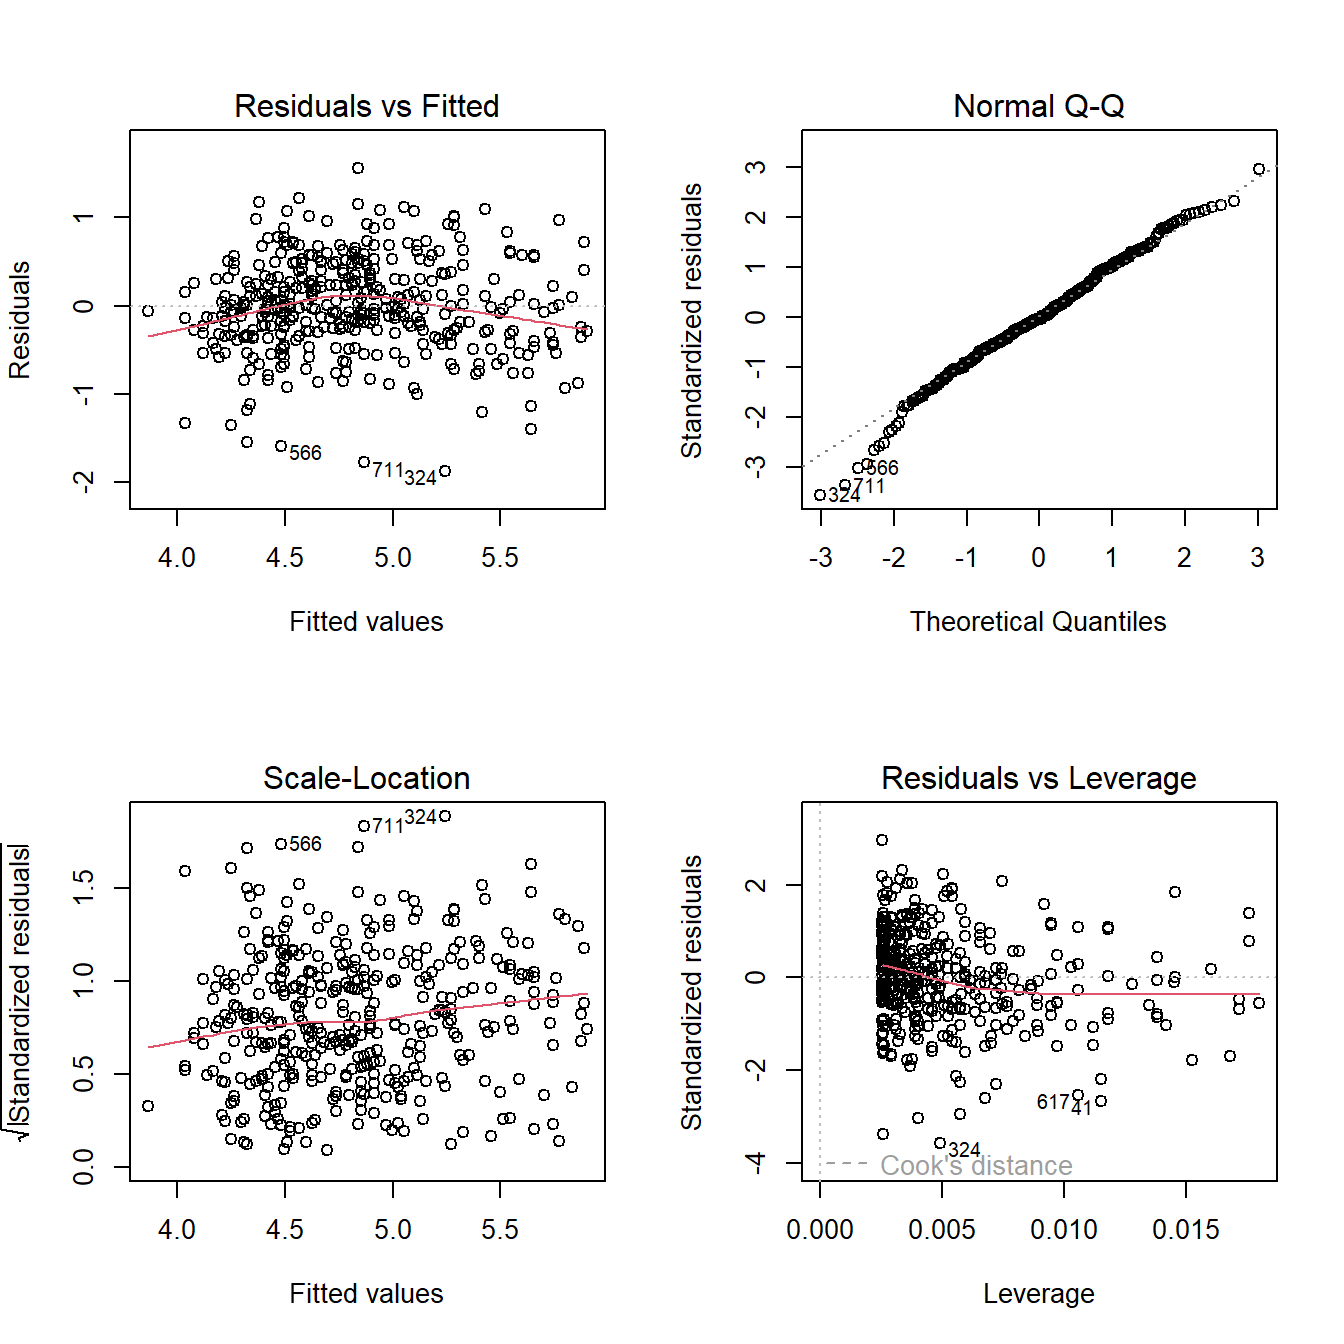 Residuals vs Fitted
Residuals
1
0
-1
-2
566
711
324
4.0 4.5 5.0 5.5
Fitted values
Normal Q-Q
Standardized residuals
3
2
1
0
-1
-2
-3
566
711
324
-3 -2 -1 0 1 2 3
Theoretical Quantiles
Scale-Location
√|Standardized residuals|
1.5
1.0
0.5
0.0
566
711
324
4.0 4.5 5.0 5.5
Fitted values
Residuals vs Leverage
Standardized residuals
2
0
-2
-4
617
41
324
Cook's distance
0.000 0.005 0.010 0.015
Leverage